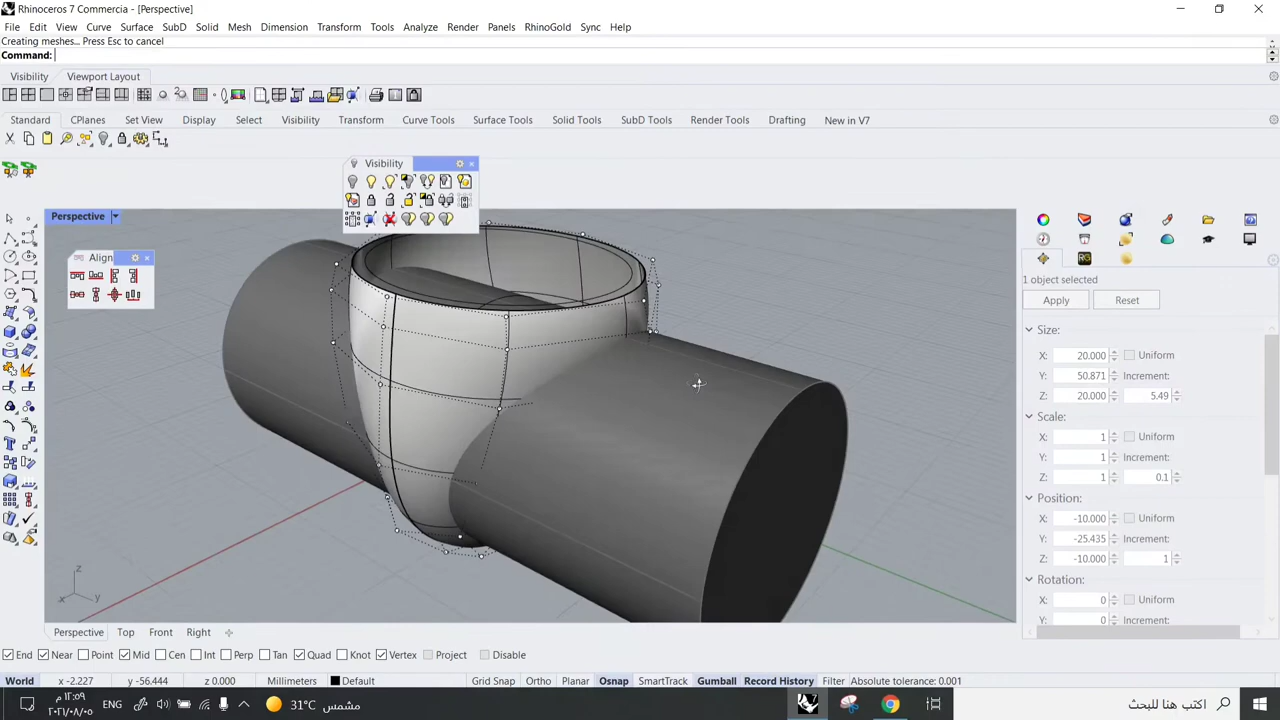 Rhinoceros 7 Commercia - [Perspective]
File Edit View Curve Surface SubD Solid Mesh Dimension Transform Tools Analyze Render Panels RhinoGold Sync Help
Creating meshes... Press Esc to cancel
Command:
Visibility Viewport Layout
Standard CPlanes Set View Display Select Visibility Transform Curve Tools Surface Tools Solid Tools SubD Tools Render Tools Drafting New in V7
Visibility
Perspective
Align
1 object selected
Apply Reset
Size:
X: 20.000 Uniform
Y: 50.871 Increment:
Z: 20.000 5.49
Scale:
X: 1 Uniform
Y: 1 Increment:
Z: 1 0.1
Position:
X: -10.000 Uniform
Y: -25.435 Increment:
Z: -10.000 1
Rotation:
X: 0 Uniform
Y: 0 Increment:
z
x y
Perspective Top Front Right
End Near Point Mid Cen Int Perp Tan Quad Knot Vertex Project Disable
World x -2.227 y -56.444 z 0.000 Millimeters Default Grid Snap Ortho Planar Osnap SmartTrack Gumball Record History Filter Absolute tolerance: 0.001
١٢:٥٩ م
٢٠٢١/٠٨/٠٥
ENG
31°C مشمس
اكتب هنا للبحث